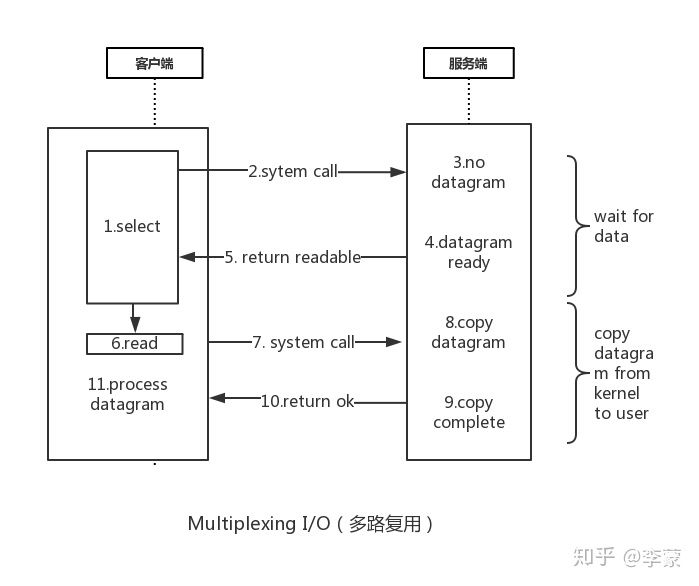 客户端
服务端
1.select
2.sytem call
3.no
datagram
4.datagram
ready
5. return readable
6.read
7. system call
8.copy
datagram
9.copy
complete
10.return ok
11.process
datagram
wait for
data
copy
datagra
m from
kernel
to user
Multiplexing I/O（多路复用）
知乎 @李蒙